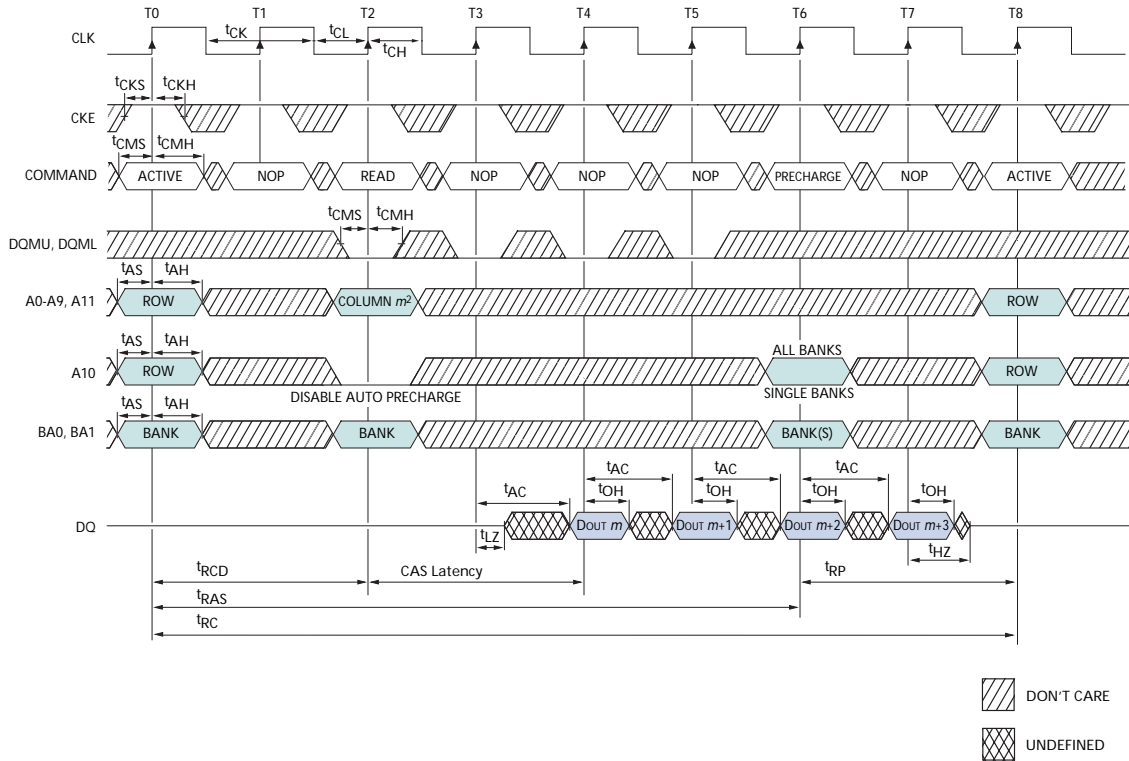 T0 T1 T2 T3 T4 T5 T6 T7 T8
CLK
tCK tCL
tCH
tCKS tCKH
CKE
tCMS tCMH
COMMAND ACTIVE NOP READ NOP NOP NOP PRECHARGE NOP ACTIVE
tCMS tCMH
DQMU, DQML
tAS tAH
A0-A9, A11 ROW COLUMN m2 ROW
tAS tAH ALL BANKS
A10 ROW ROW
DISABLE AUTO PRECHARGE SINGLE BANKS
tAS tAH
BA0, BA1 BANK BANK BANK(S) BANK
tAC tAC tAC
tAC tOH tOH tOH tOH
DQ DOUT m DOUT m+1 DOUT m+2 DOUT m+3
tLZ tHZ
tRCD CAS Latency tRP
tRAS
tRC
DON'T CARE
UNDEFINED